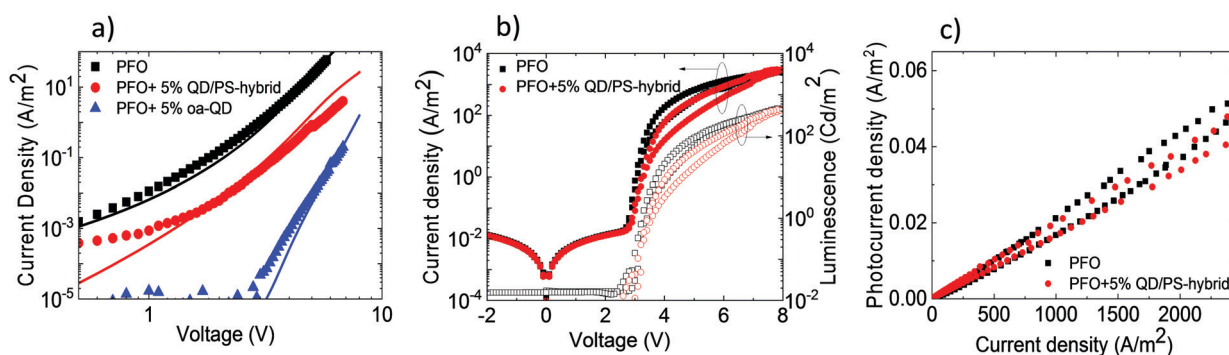 a)
Current Density (A/m²)
10¹
10⁻¹
10⁻³
10⁻⁵
PFO
PFO+ 5% QD/PS-hybrid
PFO+ 5% oa-QD
1
10
Voltage (V)
b)
Current density (A/m²)
10⁴
10²
10⁰
10⁻²
10⁻⁴
PFO
PFO+5% QD/PS-hybrid
-2
0
2
4
6
8
Voltage (V)
10⁴
10²
10⁰
10⁻²
Luminescence (Cd/m²)
c)
Photocurrent density (A/m²)
0.06
0.04
0.02
0.00
PFO
PFO+5% QD/PS-hybrid
0
500
1000
1500
2000
Current density (A/m²)